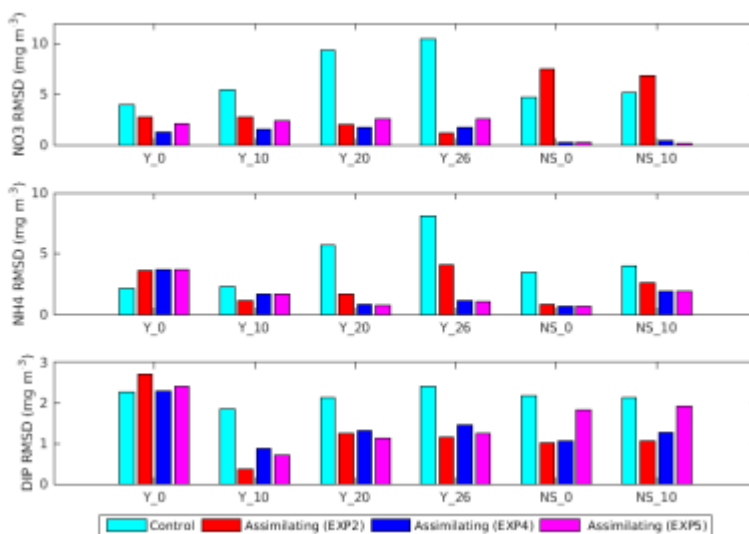 NO3 RMSD (mg m-3)
10
5
0
Y_0 Y_10 Y_20 Y_26 NS_0 NS_10
NH4 RMSD (mg m-3)
10
5
0
Y_0 Y_10 Y_20 Y_26 NS_0 NS_10
DIP RMSD (mg m-3)
3
2
1
0
Y_0 Y_10 Y_20 Y_26 NS_0 NS_10
Control Assimilating (EXP2) Assimilating (EXP4) Assimilating (EXP5)